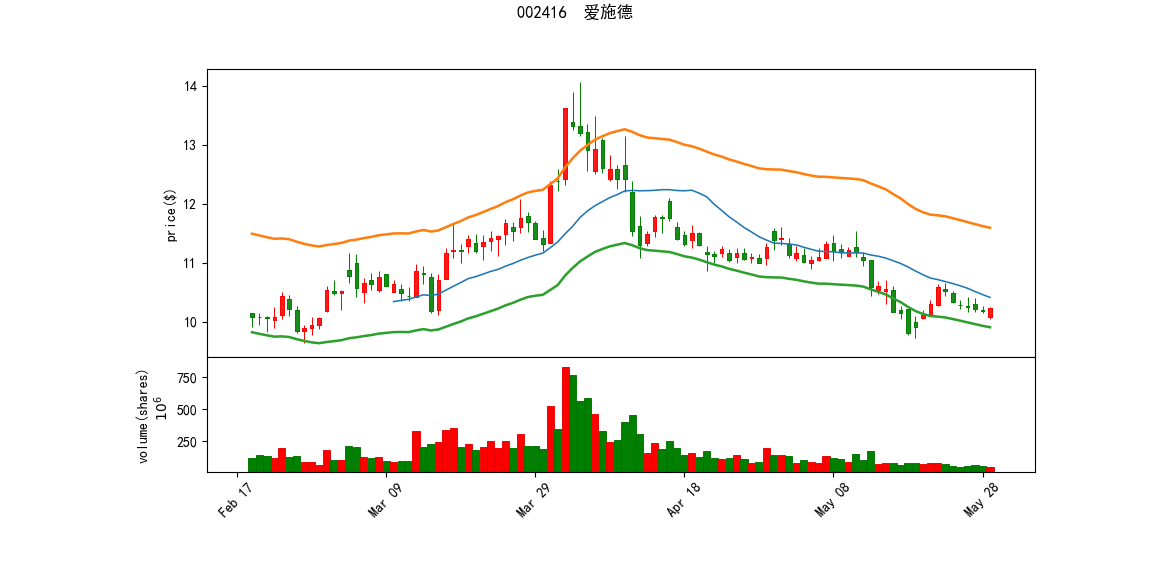 002416 爱施德
price($)
14
13
12
11
10
volume(shares)
10^6
750
500
250
Feb 17
Mar 09
Mar 29
Apr 18
May 08
May 28